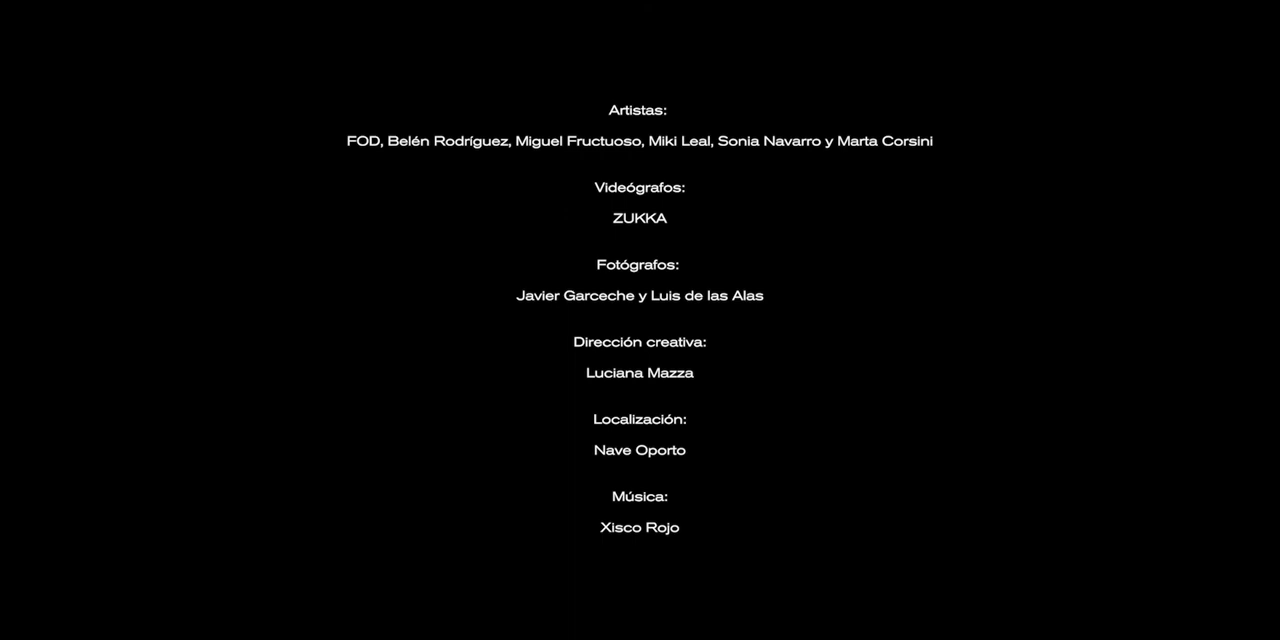 Artistas:
FOD, Belén Rodríguez, Miguel Fructuoso, Miki Leal, Sonia Navarro y Marta Corsini
Videógrafos:
ZUKKA
Fotógrafos:
Javier Garceche y Luis de las Alas
Dirección creativa:
Luciana Mazza
Localización:
Nave Oporto
Música:
Xisco Rojo